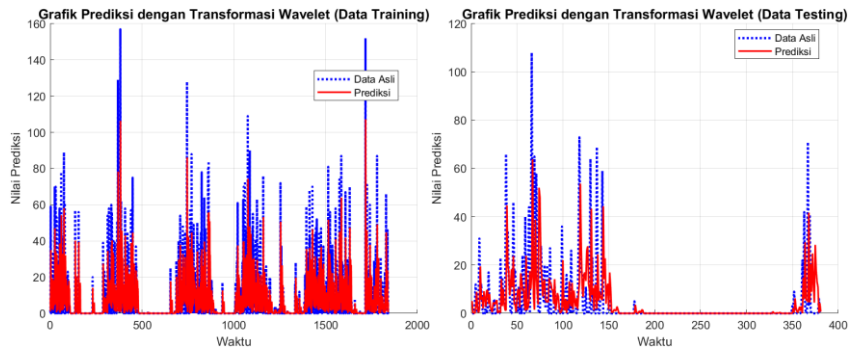 Grafik Prediksi dengan Transformasi Wavelet (Data Training)
160
140
120
100
80
60
40
20
0
Nilai Prediksi
Data Asli
Prediksi
0 500 1000 1500 2000
Waktu
Grafik Prediksi dengan Transformasi Wavelet (Data Testing)
120
100
80
60
40
20
0
Nilai Prediksi
Data Asli
Prediksi
0 50 100 150 200 250 300 350 400
Waktu